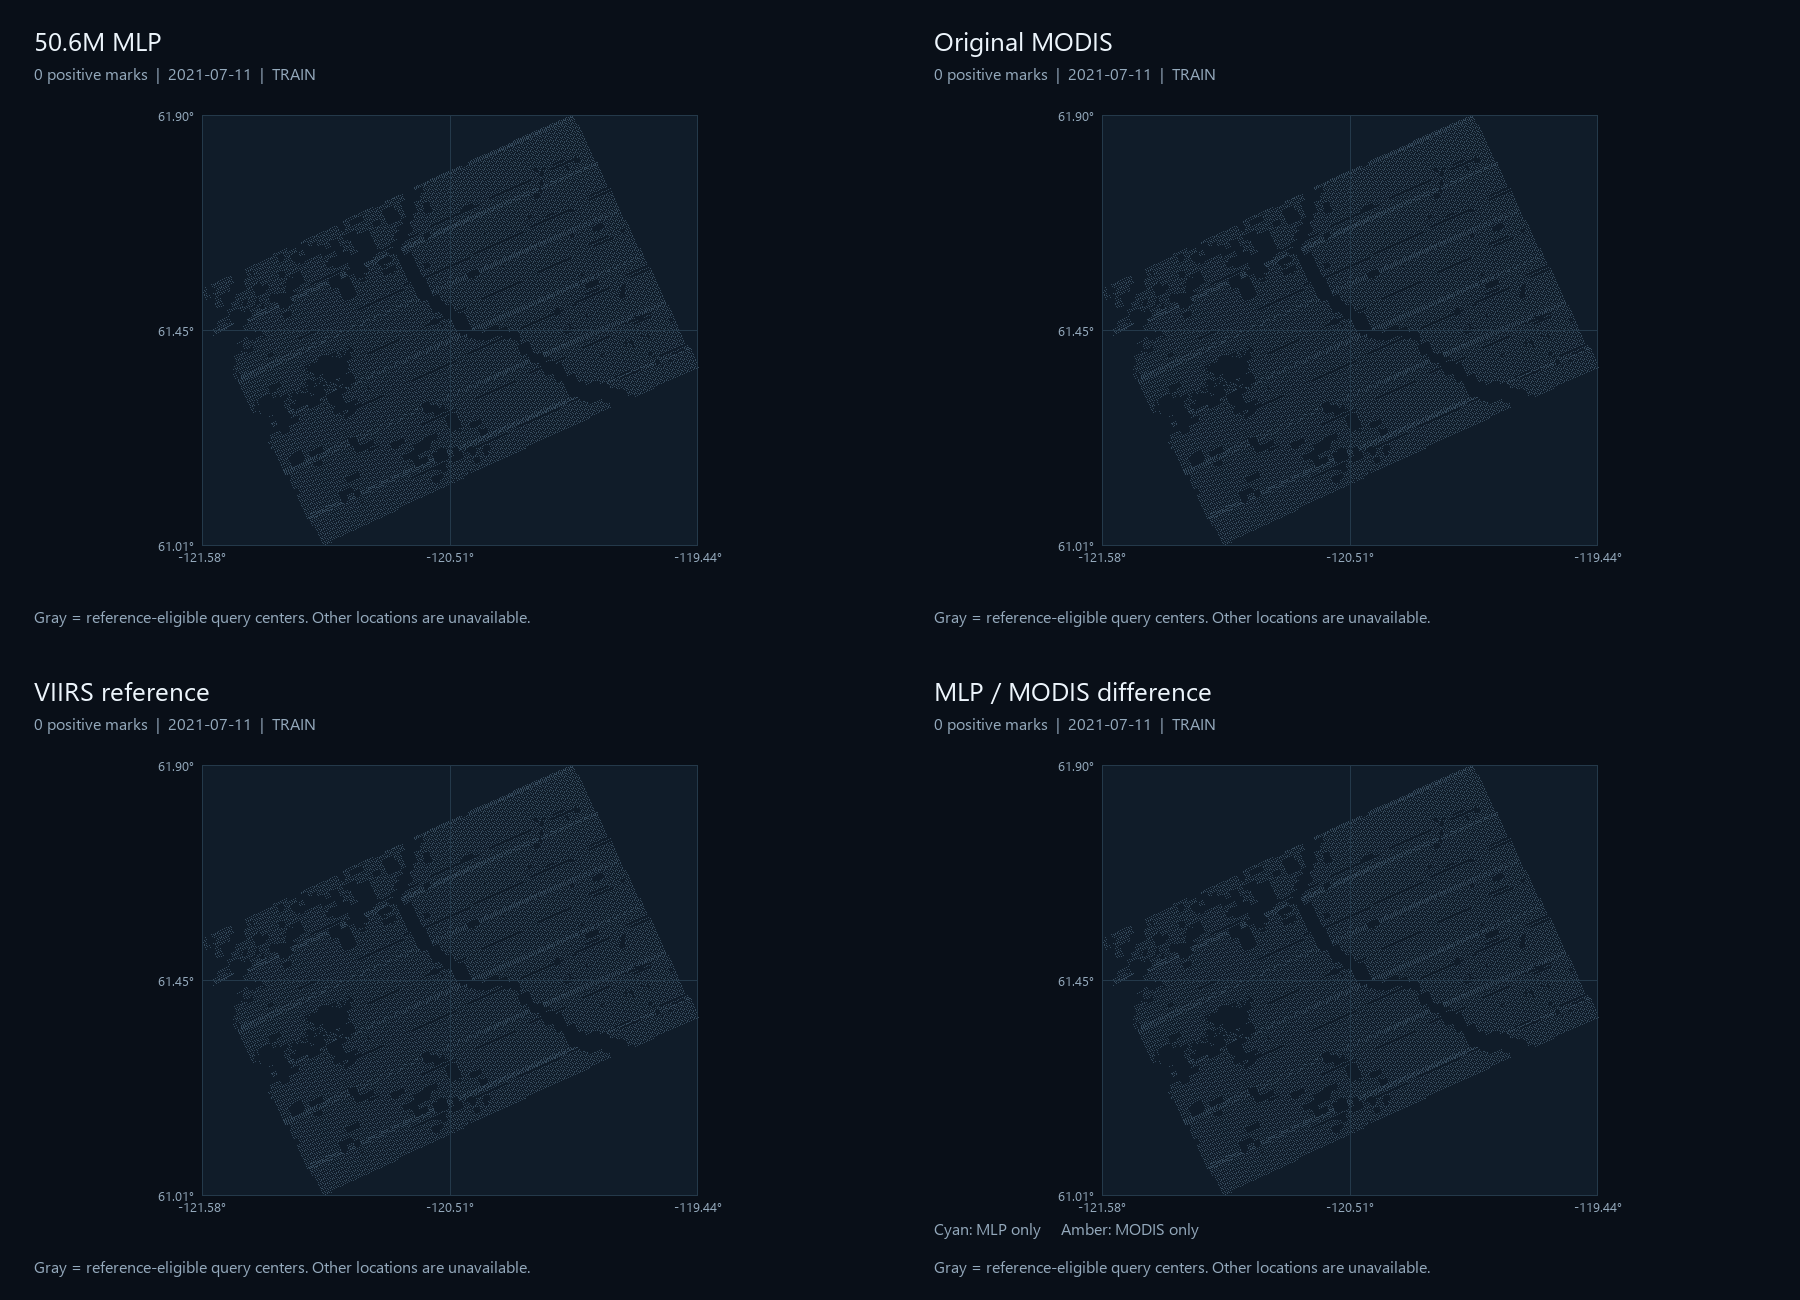 50.6M MLP
0 positive marks | 2021-07-11 | TRAIN
61.90°
61.45°
61.01°
-121.58°
-120.51°
-119.44°
Gray = reference-eligible query centers. Other locations are unavailable.
Original MODIS
0 positive marks | 2021-07-11 | TRAIN
61.90°
61.45°
61.01°
-121.58°
-120.51°
-119.44°
Gray = reference-eligible query centers. Other locations are unavailable.
VIIRS reference
0 positive marks | 2021-07-11 | TRAIN
61.90°
61.45°
61.01°
-121.58°
-120.51°
-119.44°
Gray = reference-eligible query centers. Other locations are unavailable.
MLP / MODIS difference
0 positive marks | 2021-07-11 | TRAIN
61.90°
61.45°
61.01°
-121.58°
-120.51°
-119.44°
Cyan: MLP only Amber: MODIS only
Gray = reference-eligible query centers. Other locations are unavailable.